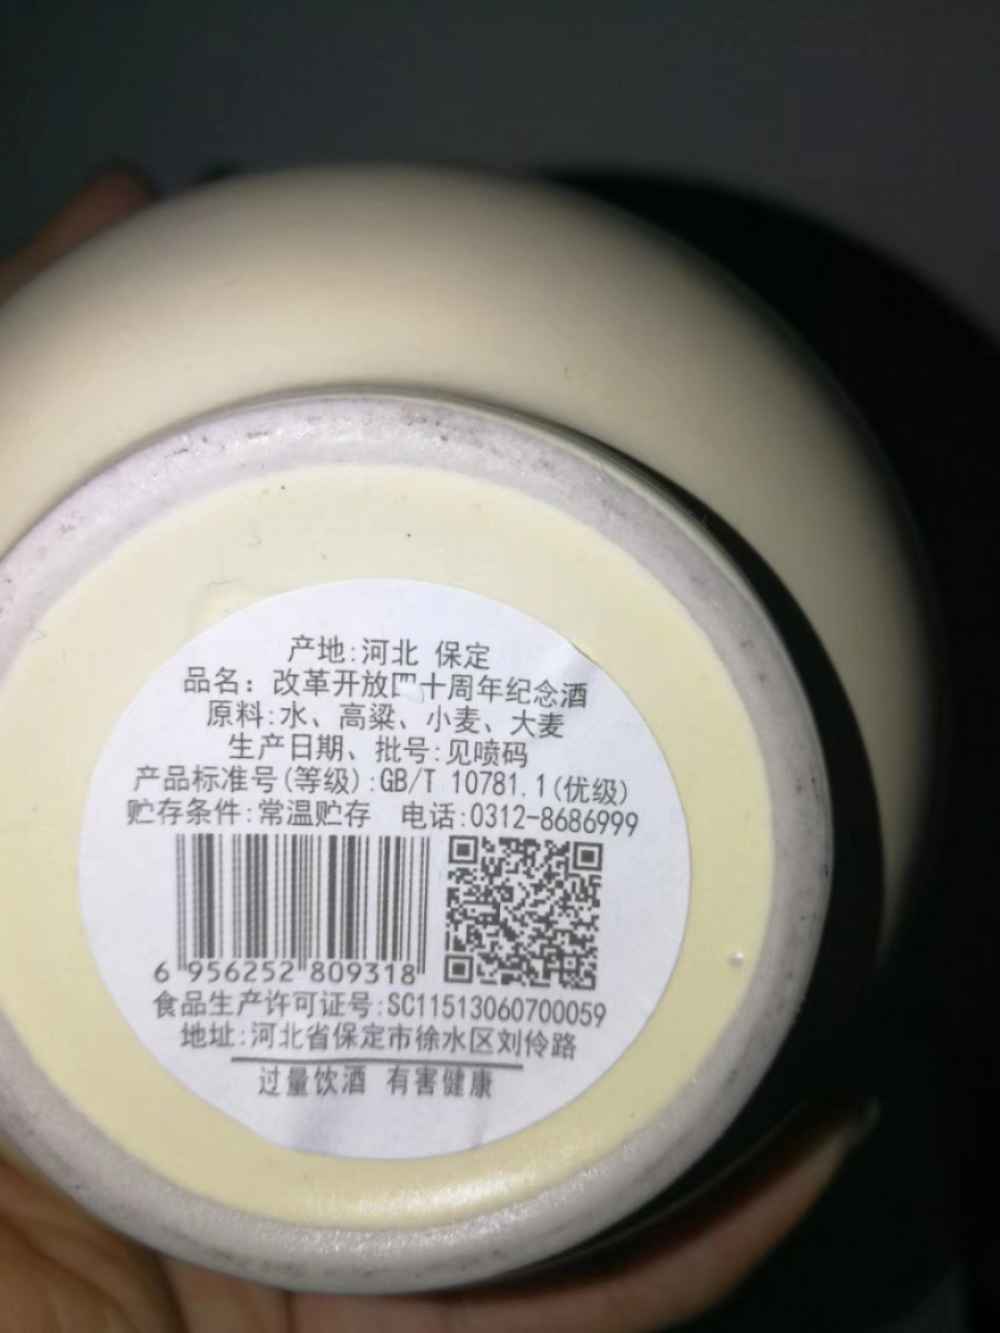 产地:河北 保定
品名：改革开放四十周年纪念酒
原料:水、高粱、小麦、大麦
生产日期、批号:见喷码
产品标准号(等级):GB/T 10781.1(优级)
贮存条件:常温贮存 电话:0312-8686999
6 956252 809318
食品生产许可证号:SC11513060700059
地址:河北省保定市徐水区刘伶路
过量饮酒 有害健康